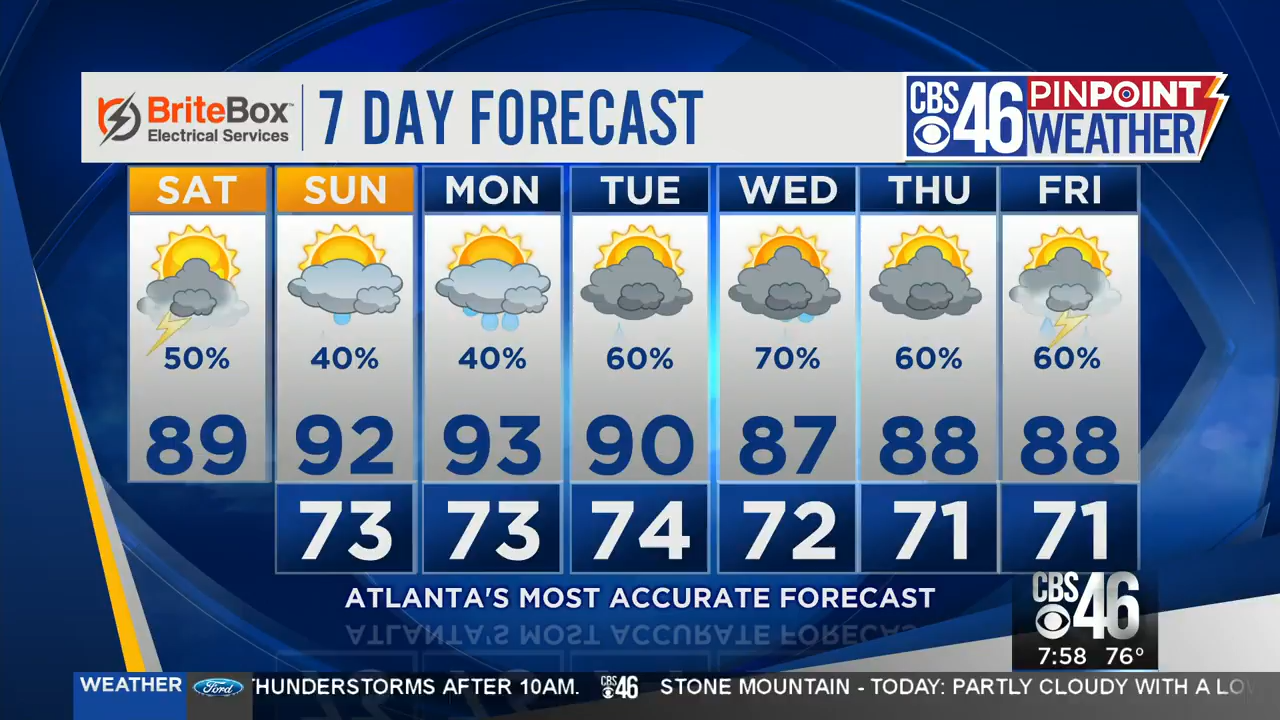 BriteBox™
Electrical Services
7 DAY FORECAST
CBS 46
PINPOINT
WEATHER
SAT SUN MON TUE WED THU FRI
50% 40% 40% 60% 70% 60% 60%
89 92 93 90 87 88 88
73 73 74 72 71 71
ATLANTA'S MOST ACCURATE FORECAST
CBS 46
7:58 76°
WEATHER Ford THUNDERSTORMS AFTER 10AM. CBS 46 STONE MOUNTAIN - TODAY: PARTLY CLOUDY WITH A LO